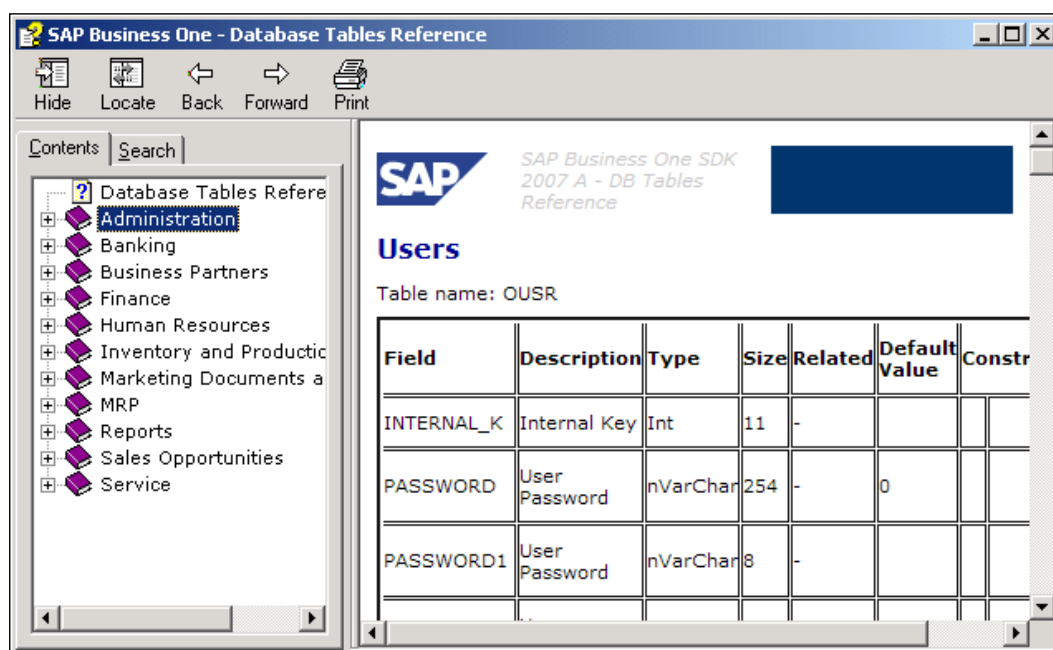 SAP Business One - Database Tables Reference
Hide Locate Back Forward Print
Contents Search
Database Tables Refere
Administration
Banking
Business Partners
Finance
Human Resources
Inventory and Productic
Marketing Documents a
MRP
Reports
Sales Opportunities
Service
SAP
SAP Business One SDK
2007 A - DB Tables
Reference
Users
Table name: OUSR
Field Description Type Size Related Default Value Constr
INTERNAL_K Internal Key Int 11 -
PASSWORD User Password nVarChar 254 - 0
PASSWORD1 User Password nVarChar 8 -